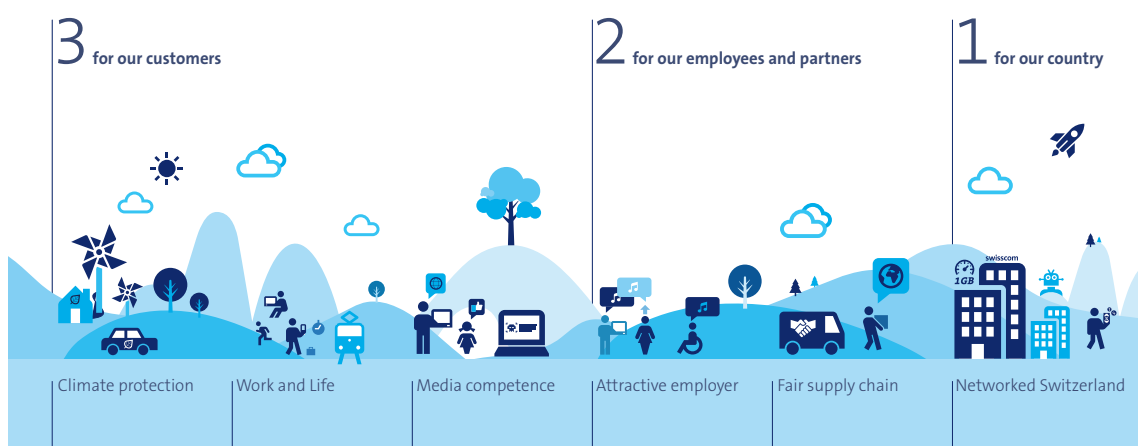 3 for our customers
2 for our employees and partners
1 for our country
swisscom
1GB
Climate protection
Work and Life
Media competence
Attractive employer
Fair supply chain
Networked Switzerland